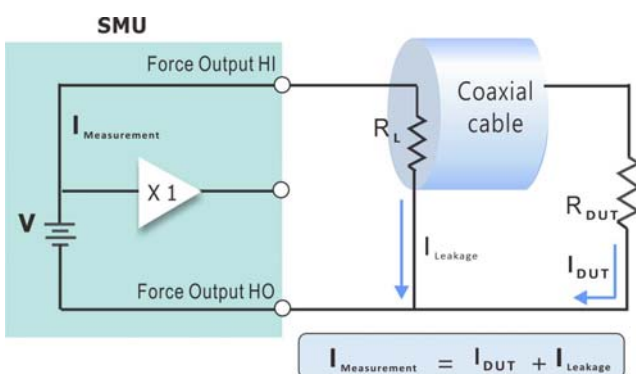 SMU
Force Output HI
I Measurement
X 1
V
Force Output HO
Coaxial
cable
R L
I Leakage
R DUT
I DUT
I Measurement = I DUT + I Leakage